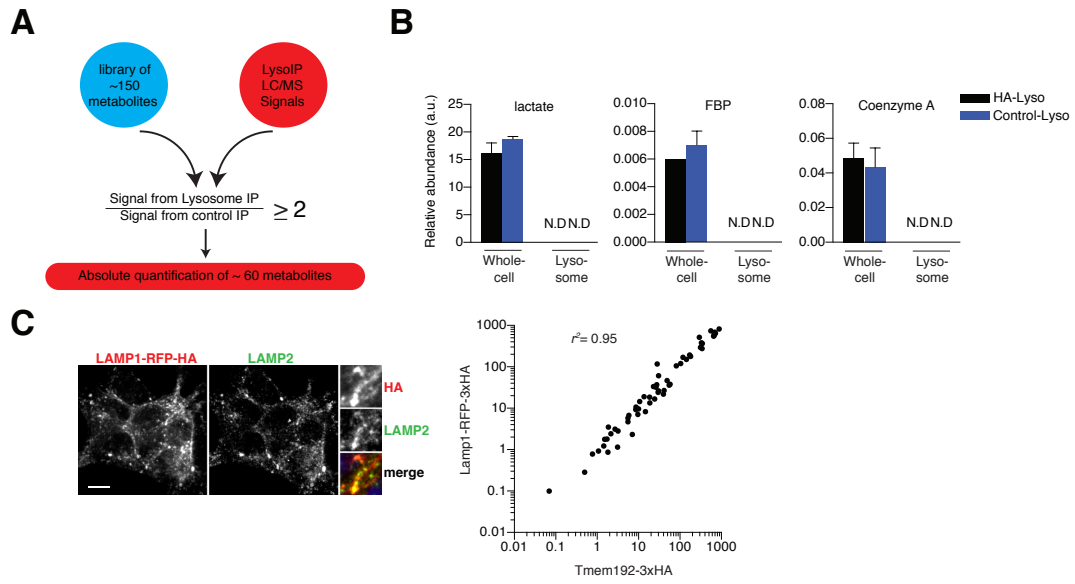 A
library of
~150
metabolites
LysoIP
LC/MS
Signals
Signal from Lysosome IP
Signal from control IP
≥ 2
Absolute quantification of ~ 60 metabolites
B
Relative abundance (a.u.)
lactate
25
20
15
10
5
0
N.D N.D
Whole-
cell
Lyso-
some
FBP
0.010
0.008
0.006
0.004
0.002
0.000
N.D N.D
Whole-
cell
Lyso-
some
Coenzyme A
0.08
0.06
0.04
0.02
0.00
N.D N.D
Whole-
cell
Lyso-
some
HA-Lyso
Control-Lyso
C
LAMP1-RFP-HA
LAMP2
HA
LAMP2
merge
Lamp1-RFP-3xHA
1000
100
10
1
0.1
0.01
r²= 0.95
0.01 0.1 1 10 100 1000
Tmem192-3xHA